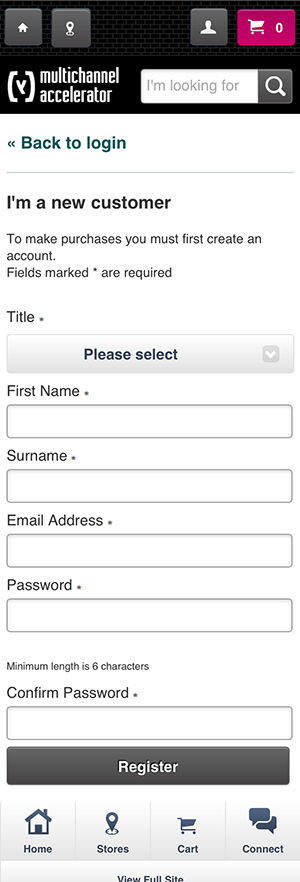 0
multichannel
accelerator
I'm looking for
« Back to login
I'm a new customer
To make purchases you must first create an
account.
Fields marked * are required
Title *
Please select
First Name *
Surname *
Email Address *
Password *
Minimum length is 6 characters
Confirm Password *
Register
Home Stores Cart Connect
View Full Site